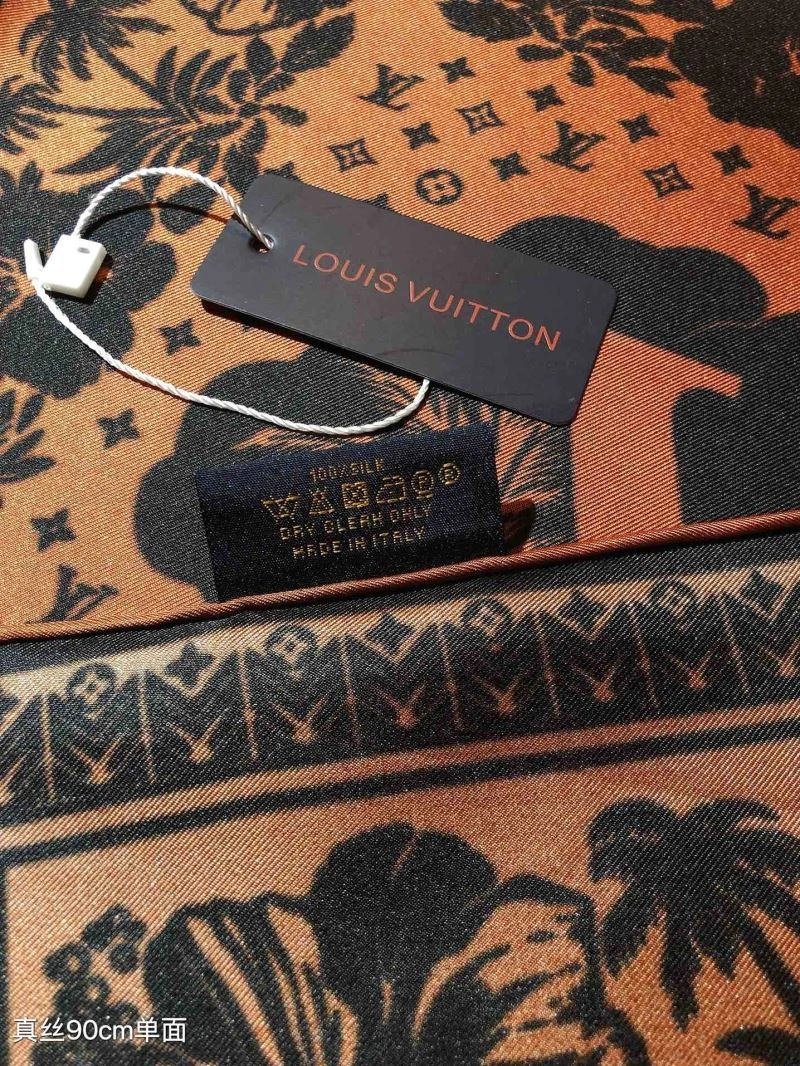 LOUIS VUITTON
100%SILK
DRY CLEAN ONLY
MADE IN ITALY
真丝90cm单面